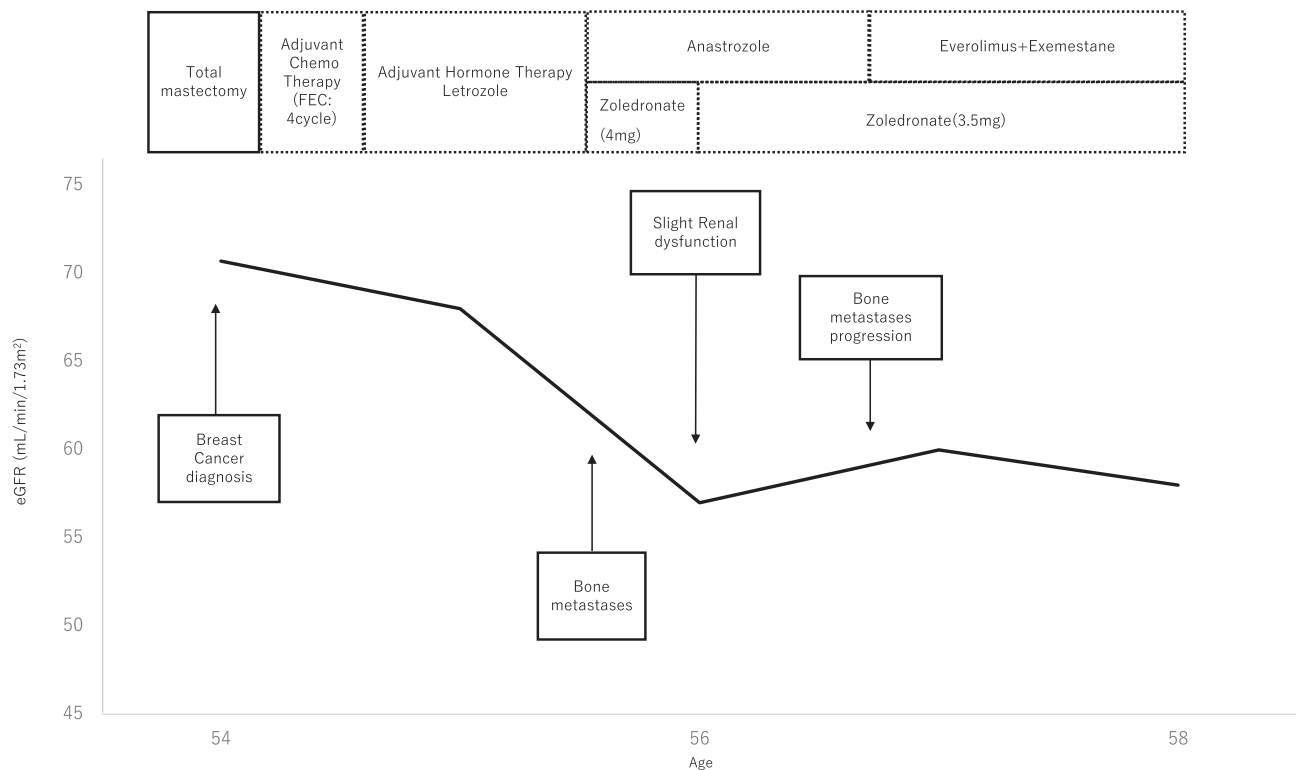 Total
mastectomy
Adjuvant
Chemo
Therapy
(FEC:
4cycle)
Adjuvant Hormone Therapy
Letrozole
Anastrozole
Everolimus+Exemestane
Zoledronate
(4mg)
Zoledronate(3.5mg)
75
70
65
60
55
50
45
eGFR (mL/min/1.73m²)
Slight Renal
dysfunction
Bone
metastases
progression
Breast
Cancer
diagnosis
Bone
metastases
54
56
58
Age